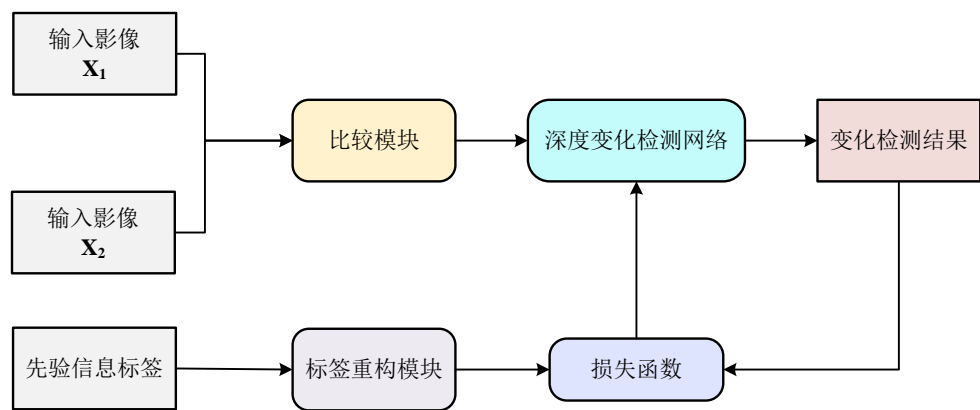 输入影像
X₁
比较模块
深度变化检测网络
变化检测结果
输入影像
X₂
先验信息标签
标签重构模块
损失函数